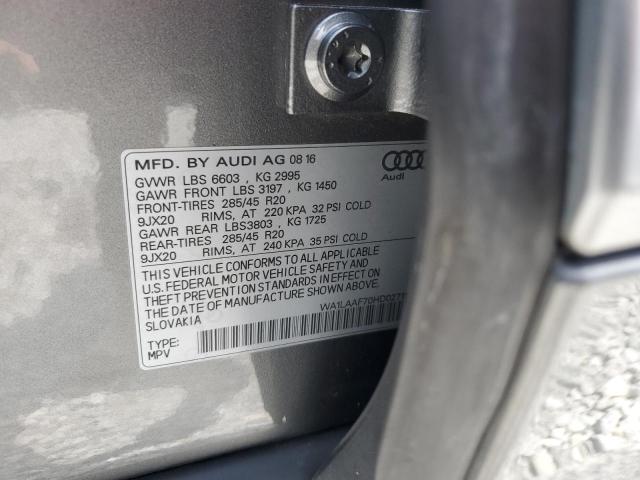 MFD. BY AUDI AG 08 16
GVWR LBS 6603 , KG 2995
GAWR FRONT LBS 3197 , KG 1450
FRONT-TIRES 285/45 R20
9JX20 RIMS, AT 220 KPA 32 PSI COLD
GAWR REAR LBS3803 , KG 1725
REAR-TIRES 285/45 R20
9JX20 RIMS, AT 240 KPA 35 PSI COLD
Audi
THIS VEHICLE CONFORMS TO ALL APPLICABLE
U.S. FEDERAL MOTOR VEHICLE SAFETY, BUMPER, AND
THEFT PREVENTION STANDARDS IN EFFECT ON
THE DATE OF MANUFACTURE SHOWN ABOVE.
SLOVAKIA
TYPE:
MPV